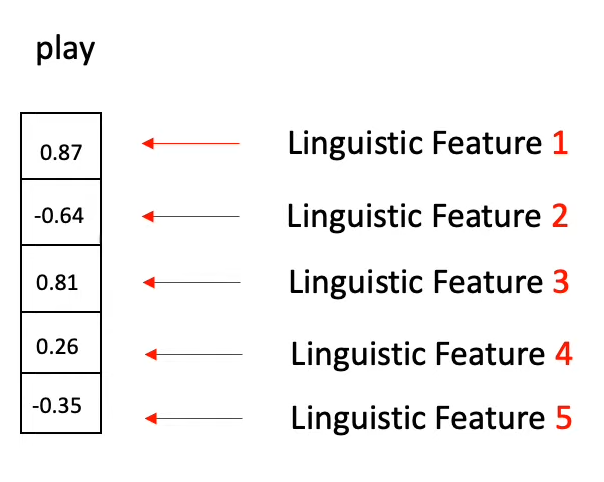 play
0.87 Linguistic Feature 1
-0.64 Linguistic Feature 2
0.81 Linguistic Feature 3
0.26 Linguistic Feature 4
-0.35 Linguistic Feature 5